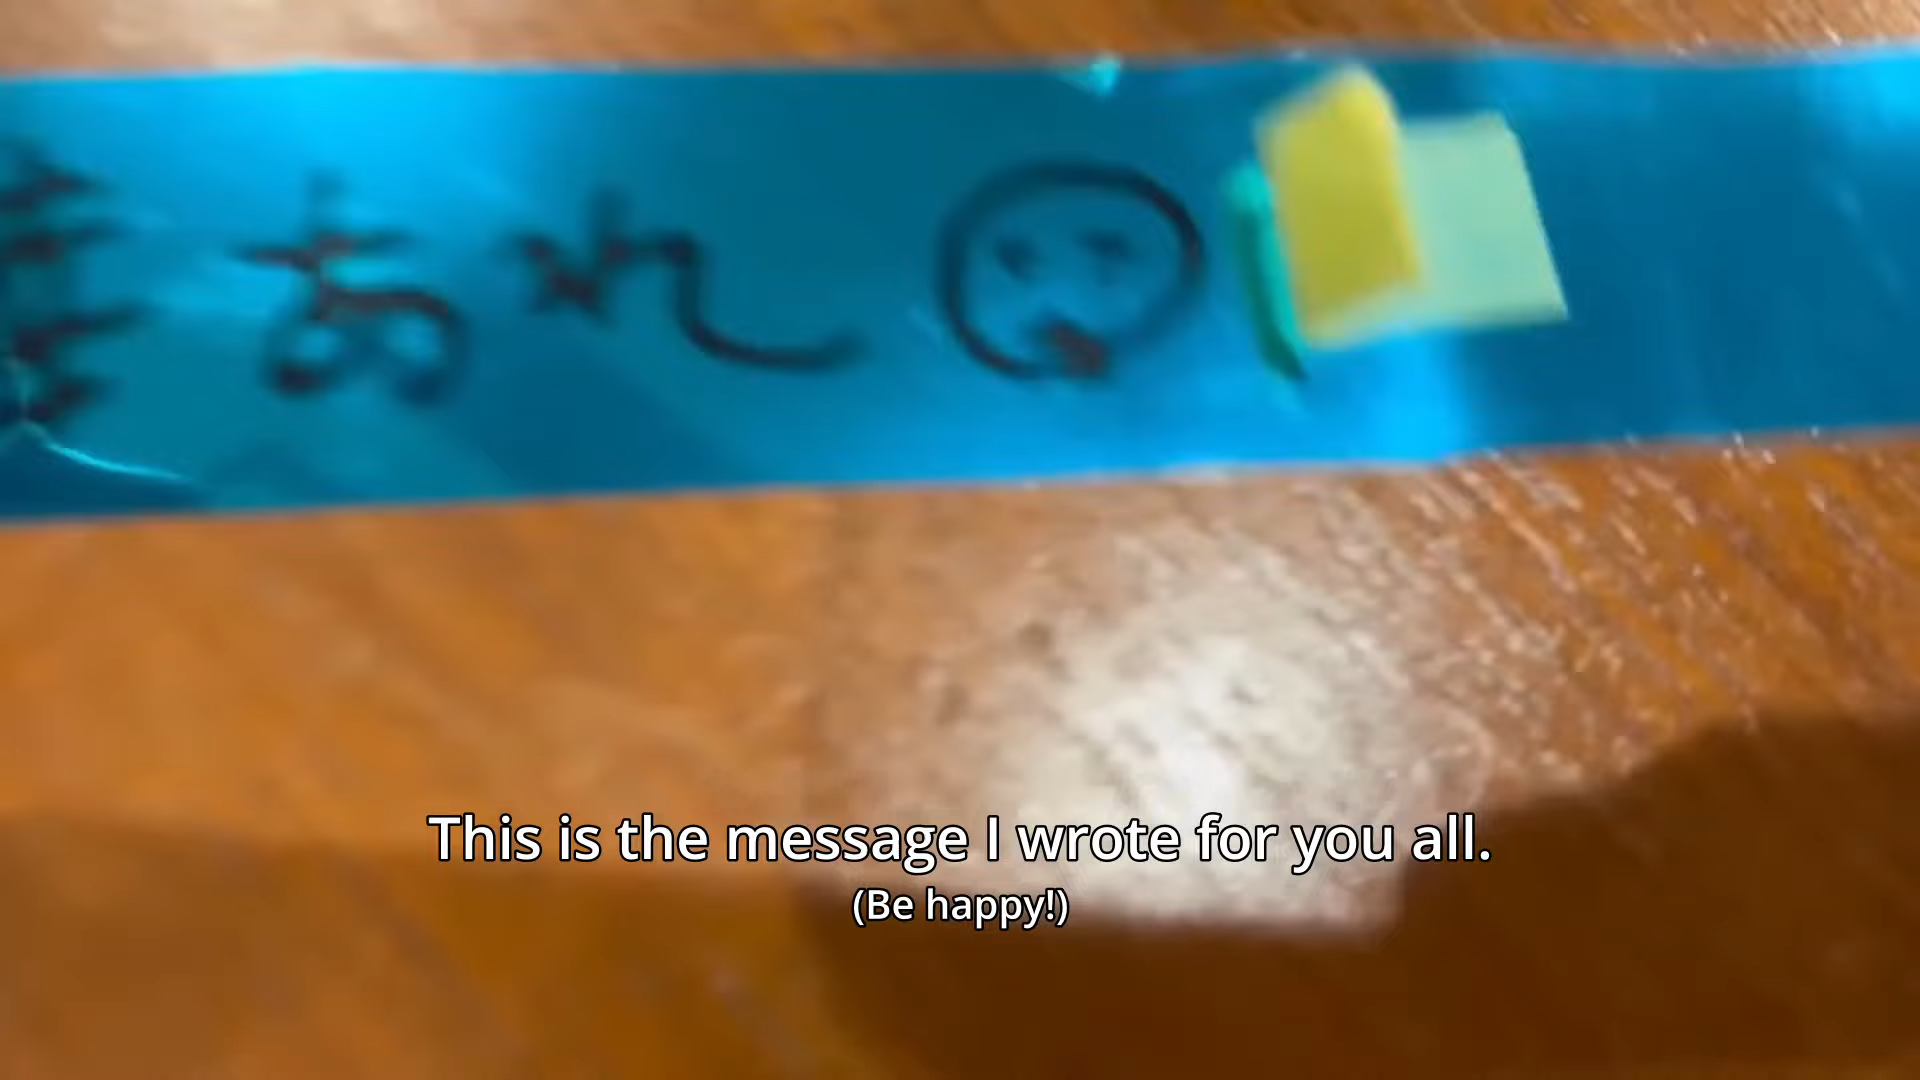 あれ
This is the message I wrote for you all.
(Be happy!)